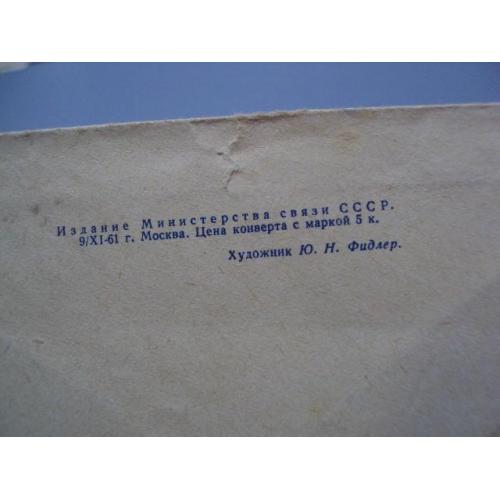 Издание Министерства связи СССР.
9/XI-61 г. Москва. Цена конверта с маркой 5 к.
Художник Ю. Н. Фидлер.